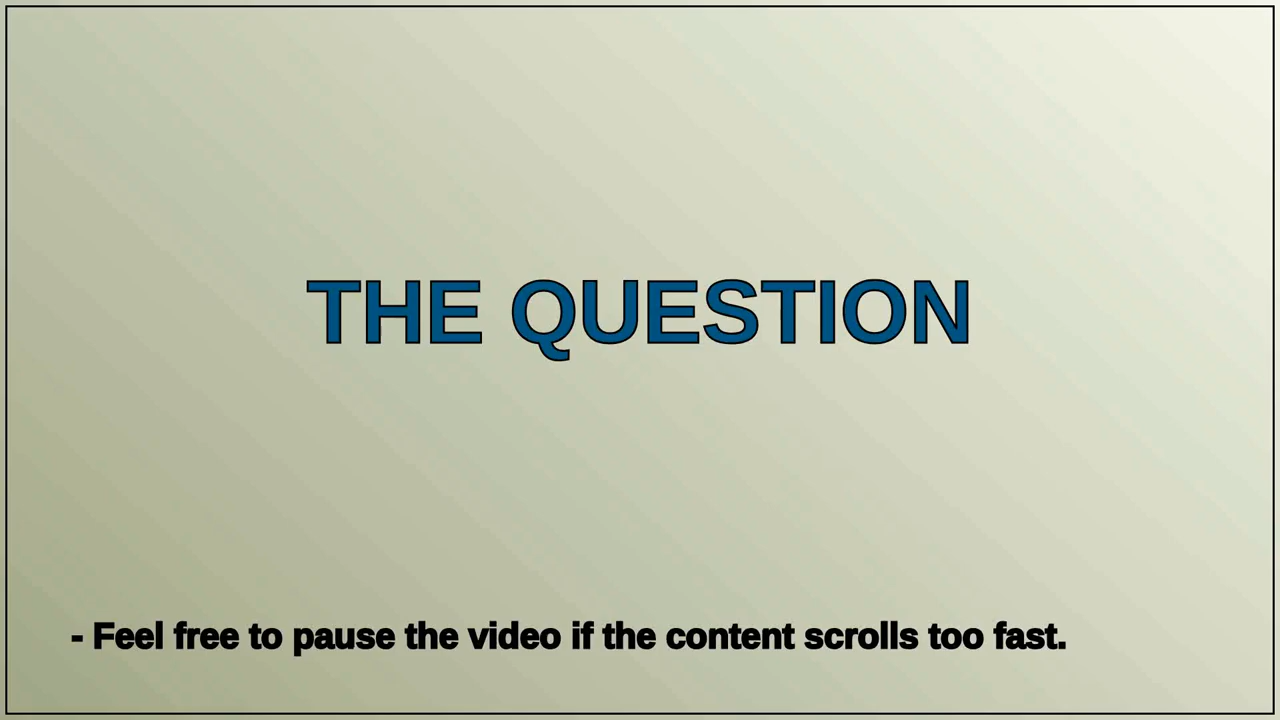 THE QUESTION
- Feel free to pause the video if the content scrolls too fast.